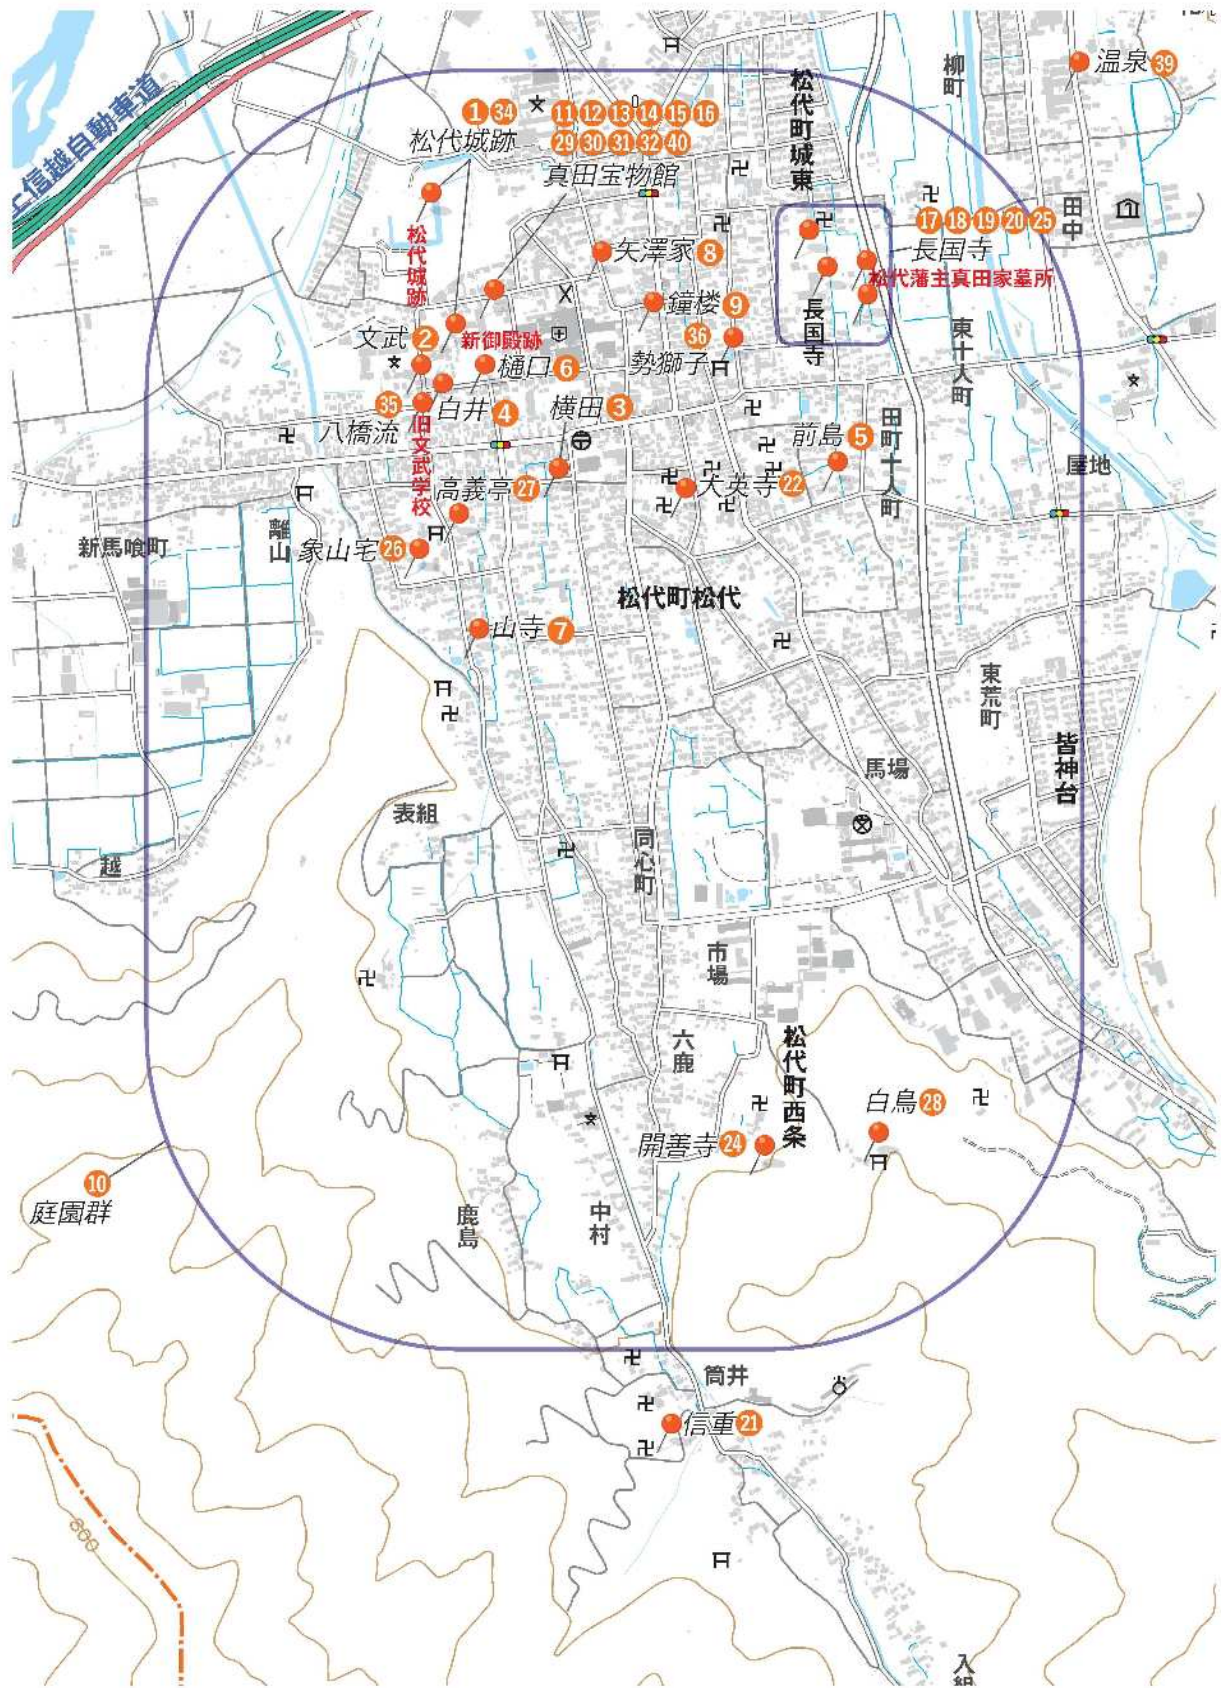 温泉 39
柳町
上信越自動車道
松代町城東
1 34
11 12 13 14 15 16
29 30 31 32 40
松代城跡
真田宝物館
田中
17 18 19 20 25
長国寺
松代藩主真田家墓所
松代城跡
矢澤家 8
鐘楼 9
長国寺
文武 2
新御殿跡
樋口 6
36
勢獅子
東十人町
35
八橋流
白井 4
横田 3
旧文武学校
前島 5
田町十人町
屋地
高義亭 27
大英寺 22
新馬喰町
離山
象山宅 26
松代町松代
山寺 7
東荒町
皆神台
馬場
表組
同心町
越
市場
六鹿
松代町西条
白鳥 28
開善寺 24
10
庭園群
鹿島
中村
筒井
信重 21
800
入組